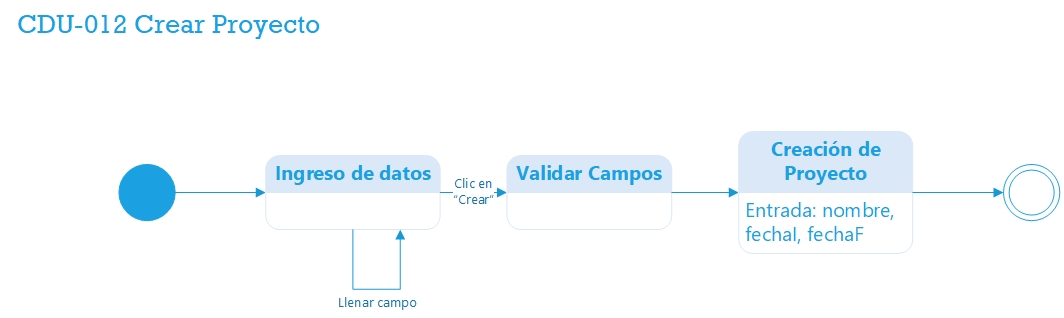 CDU-012 Crear Proyecto
Ingreso de datos
Clic en
"Crear"
Validar Campos
Creación de
Proyecto
Entrada: nombre,
fechaI, fechaF
Llenar campo